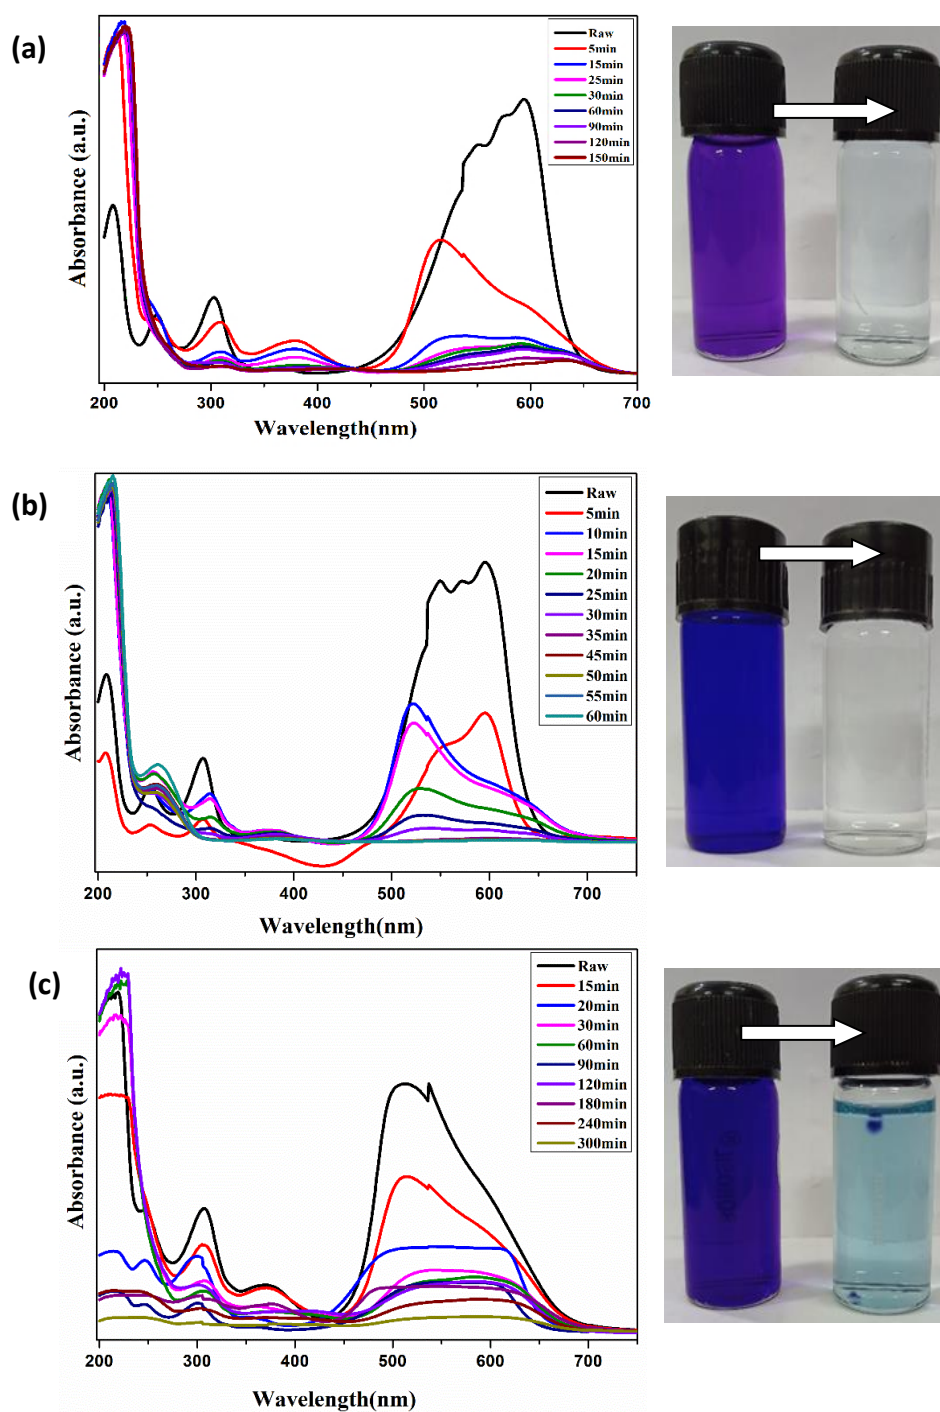 (a)
Raw
5min
15min
25min
30min
60min
90min
120min
150min
Absorbance (a.u.)
200 300 400 500 600 700
Wavelength(nm)
(b)
Raw
5min
10min
15min
20min
25min
30min
35min
45min
50min
55min
60min
Absorbance (a.u.)
200 300 400 500 600 700
Wavelength(nm)
(c)
Raw
15min
20min
30min
60min
90min
120min
180min
240min
300min
Absorbance (a.u.)
200 300 400 500 600 700
Wavelength(nm)